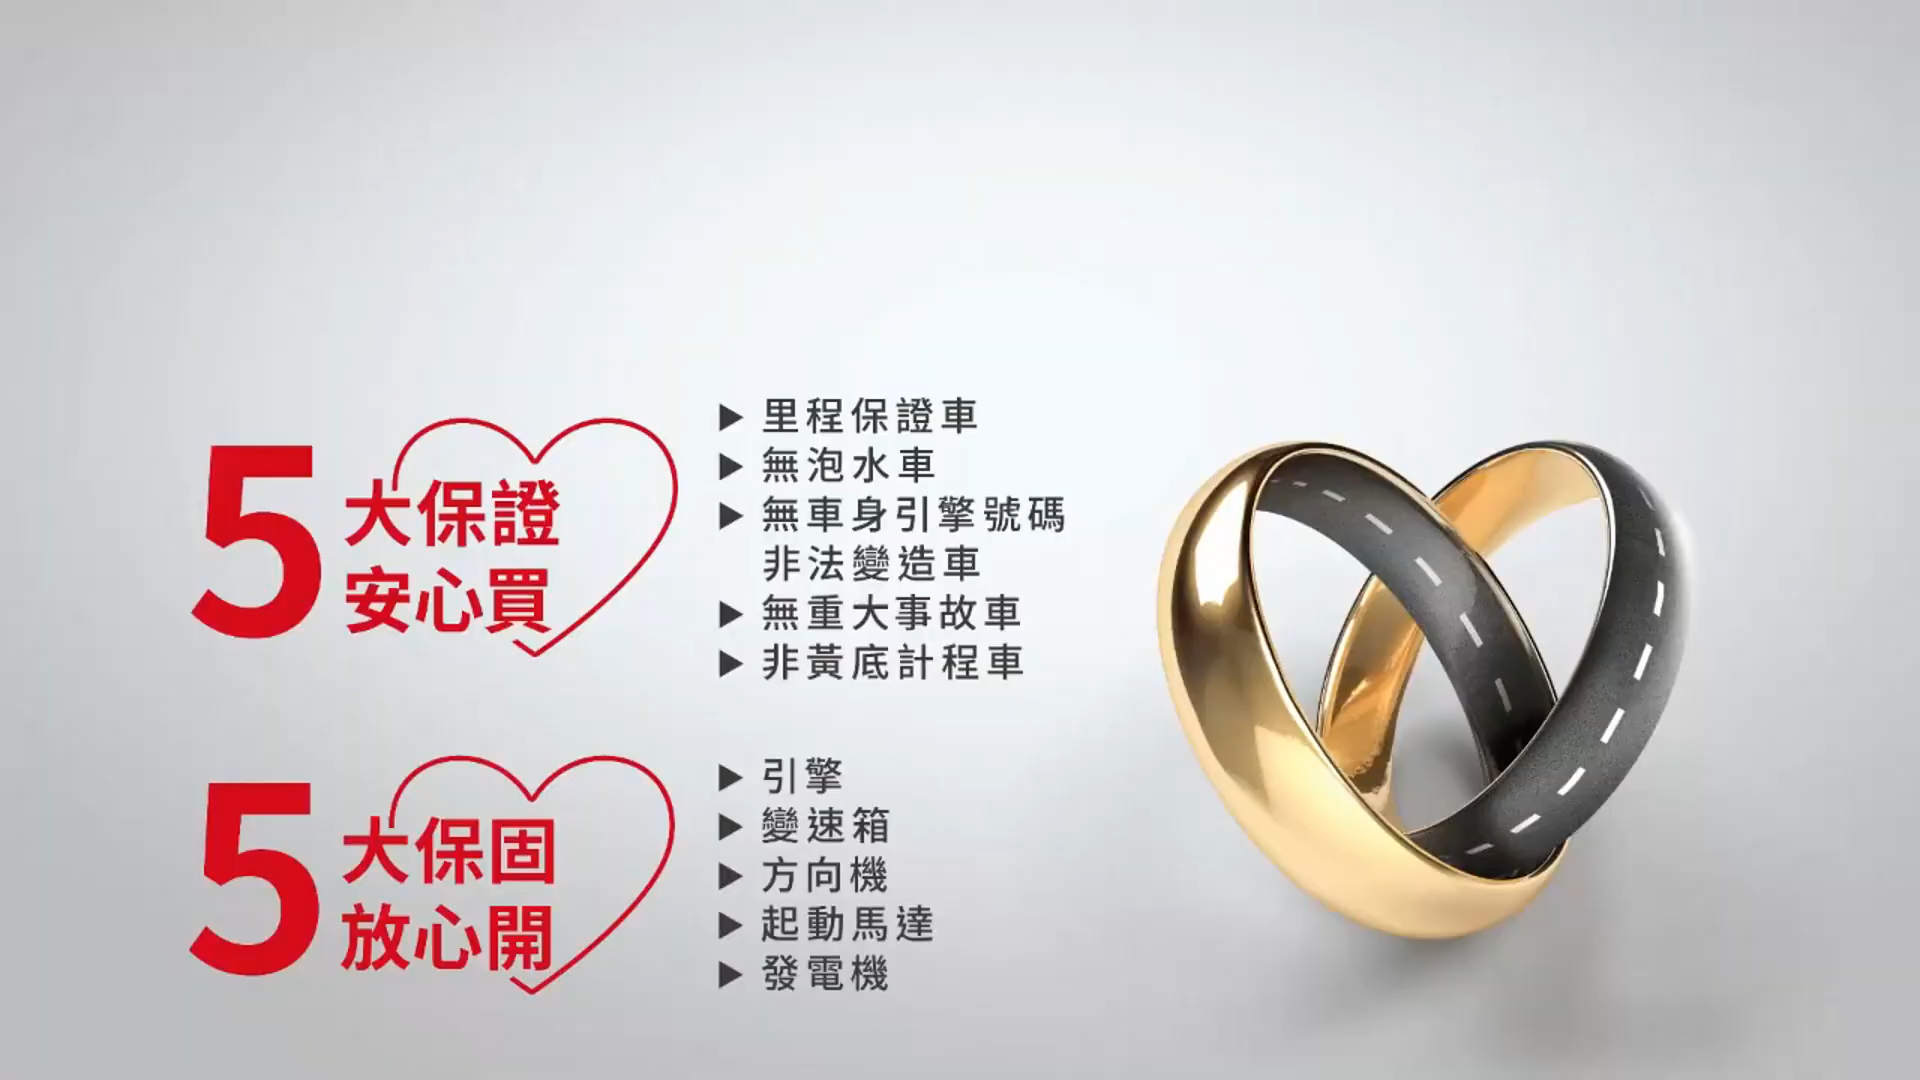 5大保證
安心買
▶ 里程保證車
▶ 無泡水車
▶ 無車身引擎號碼
非法變造車
▶ 無重大事故車
▶ 非黃底計程車
5大保固
放心開
▶ 引擎
▶ 變速箱
▶ 方向機
▶ 起動馬達
▶ 發電機